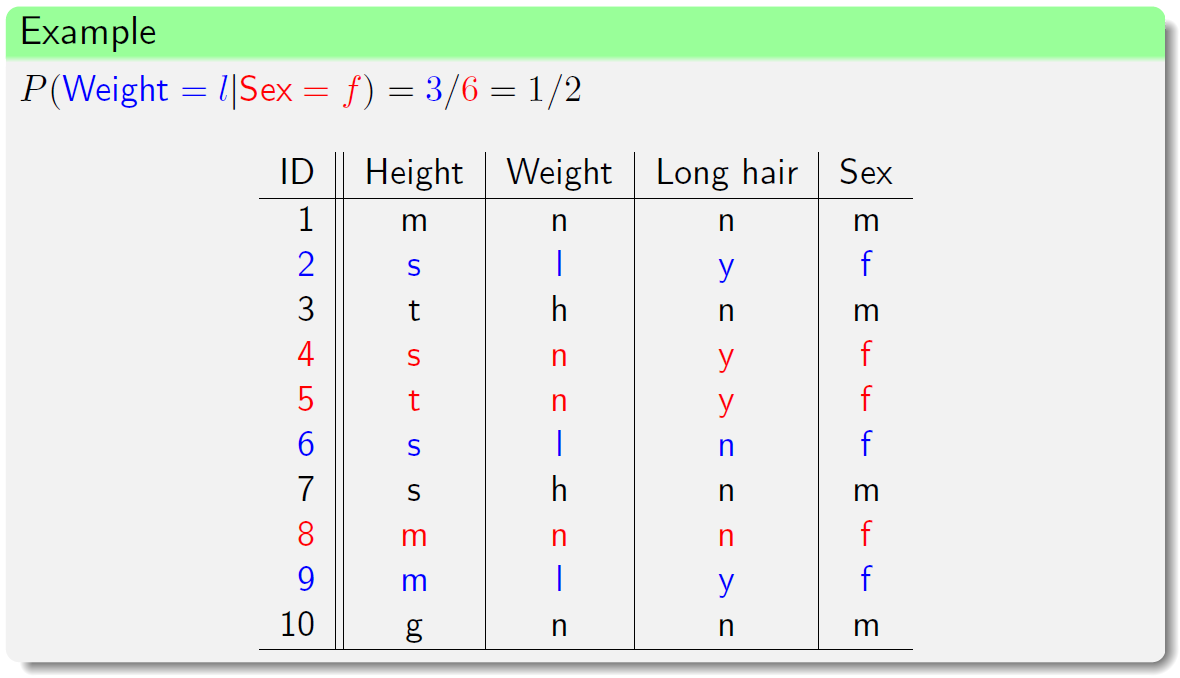 Example
P(Weight = l|Sex = f) = 3/6 = 1/2
ID Height Weight Long hair Sex
1 m n n m
2 s l y f
3 t h n m
4 s n y f
5 t n y f
6 s l n f
7 s h n m
8 m n n f
9 m l y f
10 g n n m